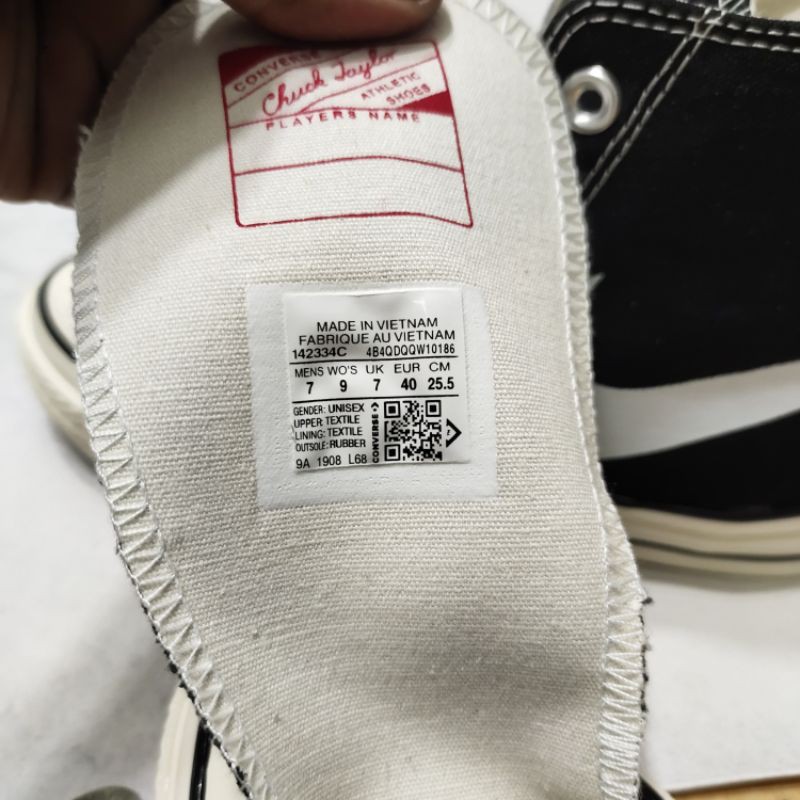 CONVERSE
Chuck Taylor
ATHLETIC
SHOES
PLAYERS NAME
MADE IN VIETNAM
FABRIQUE AU VIETNAM
142334C 4B4QDQQW10186
MENS WO'S UK EUR CM
7 9 7 40 25.5
GENDER: UNISEX
UPPER: TEXTILE
LINING: TEXTILE
OUTSOLE: RUBBER
CONVERSE
9A 1908 L68